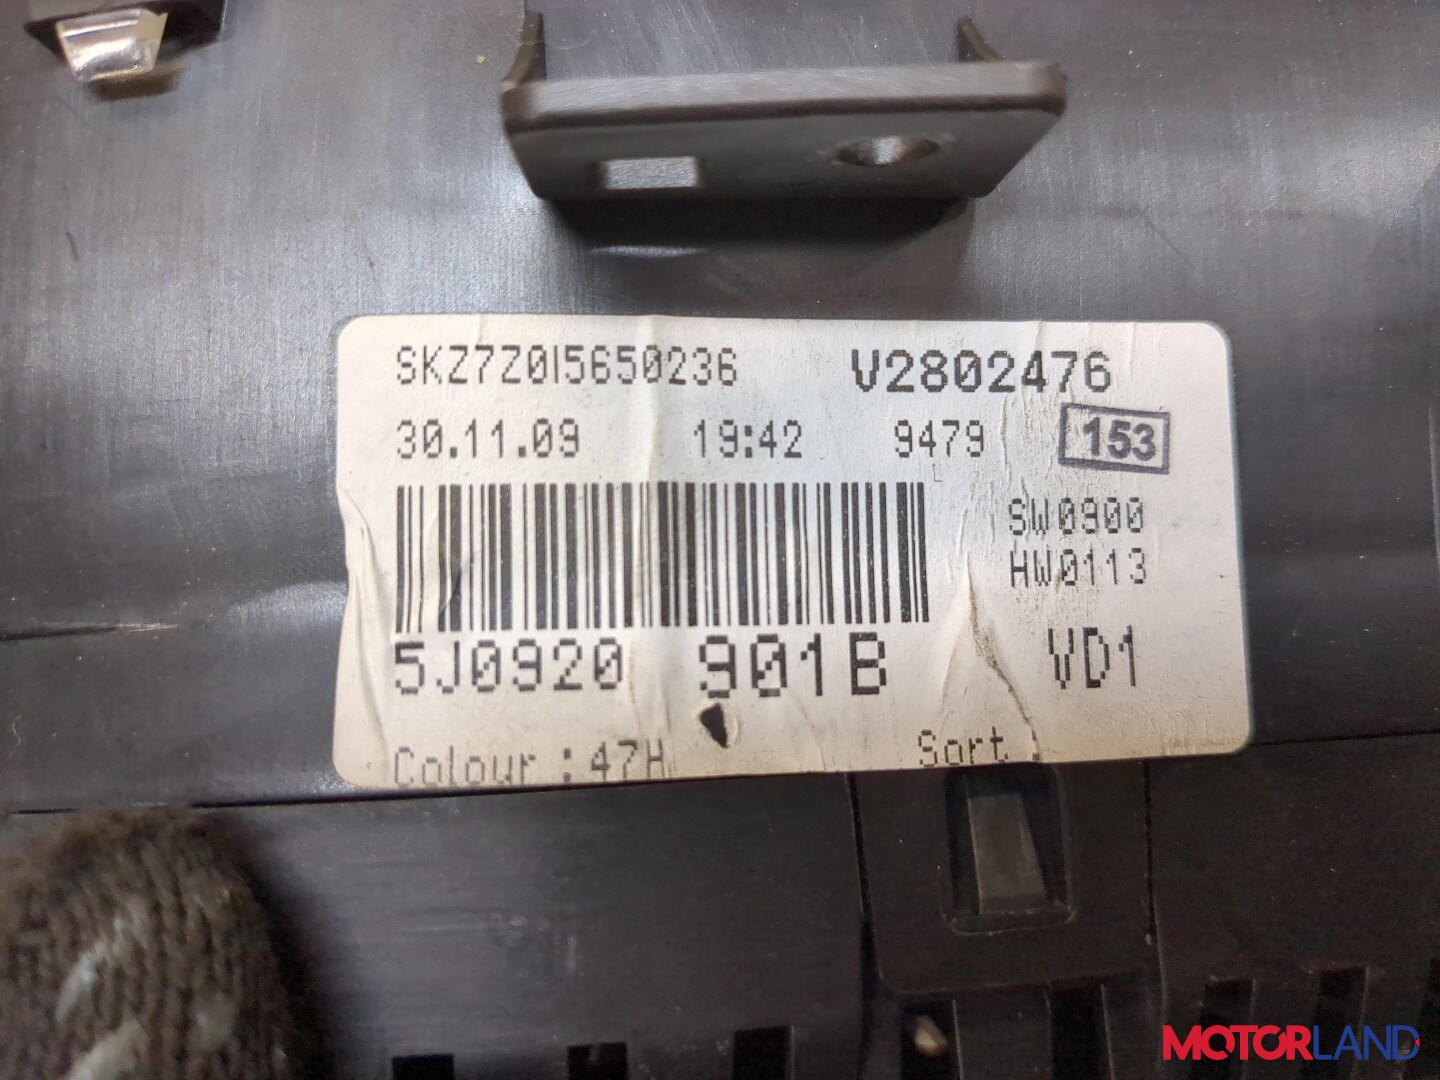 SKZ7Z0I5650236 V2802476
30.11.09 19:42 9479 153
SW0900
HW0113
5J0920 901B VD1
Colour : 47H Sort.:
MOTORLAND